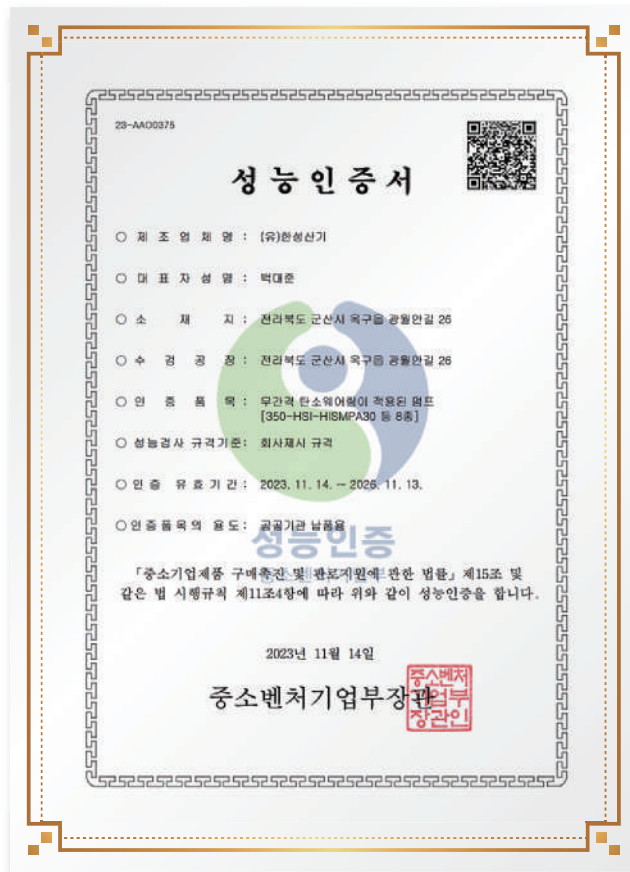 23-AAO0375
성능인증서
○ 제 조 업 체 명 : (유)한성산기
○ 대 표 자 성 명 : 백대준
○ 소 재 지 : 전라북도 군산시 옥구읍 광월안길 26
○ 수 검 공 장 : 전라북도 군산시 옥구읍 광월안길 26
○ 인 증 품 목 : 무간격 탄소웨어링이 적용된 펌프
[350-HSI-HISMPA30 등 8종]
○ 성능검사 규격기준: 회사제시 규격
○ 인증 유효기간 : 2023. 11. 14. ~ 2026. 11. 13.
○ 인증품목의 용도 : 공공기관 납품용
성능인증
「중소기업제품 구매촉진 및 판로지원에 관한 법률」 제15조 및
같은 법 시행규칙 제11조4항에 따라 위와 같이 성능인증을 합니다.
2023년 11월 14일
중소벤처기업부장관
중소벤처
기업부
장관인